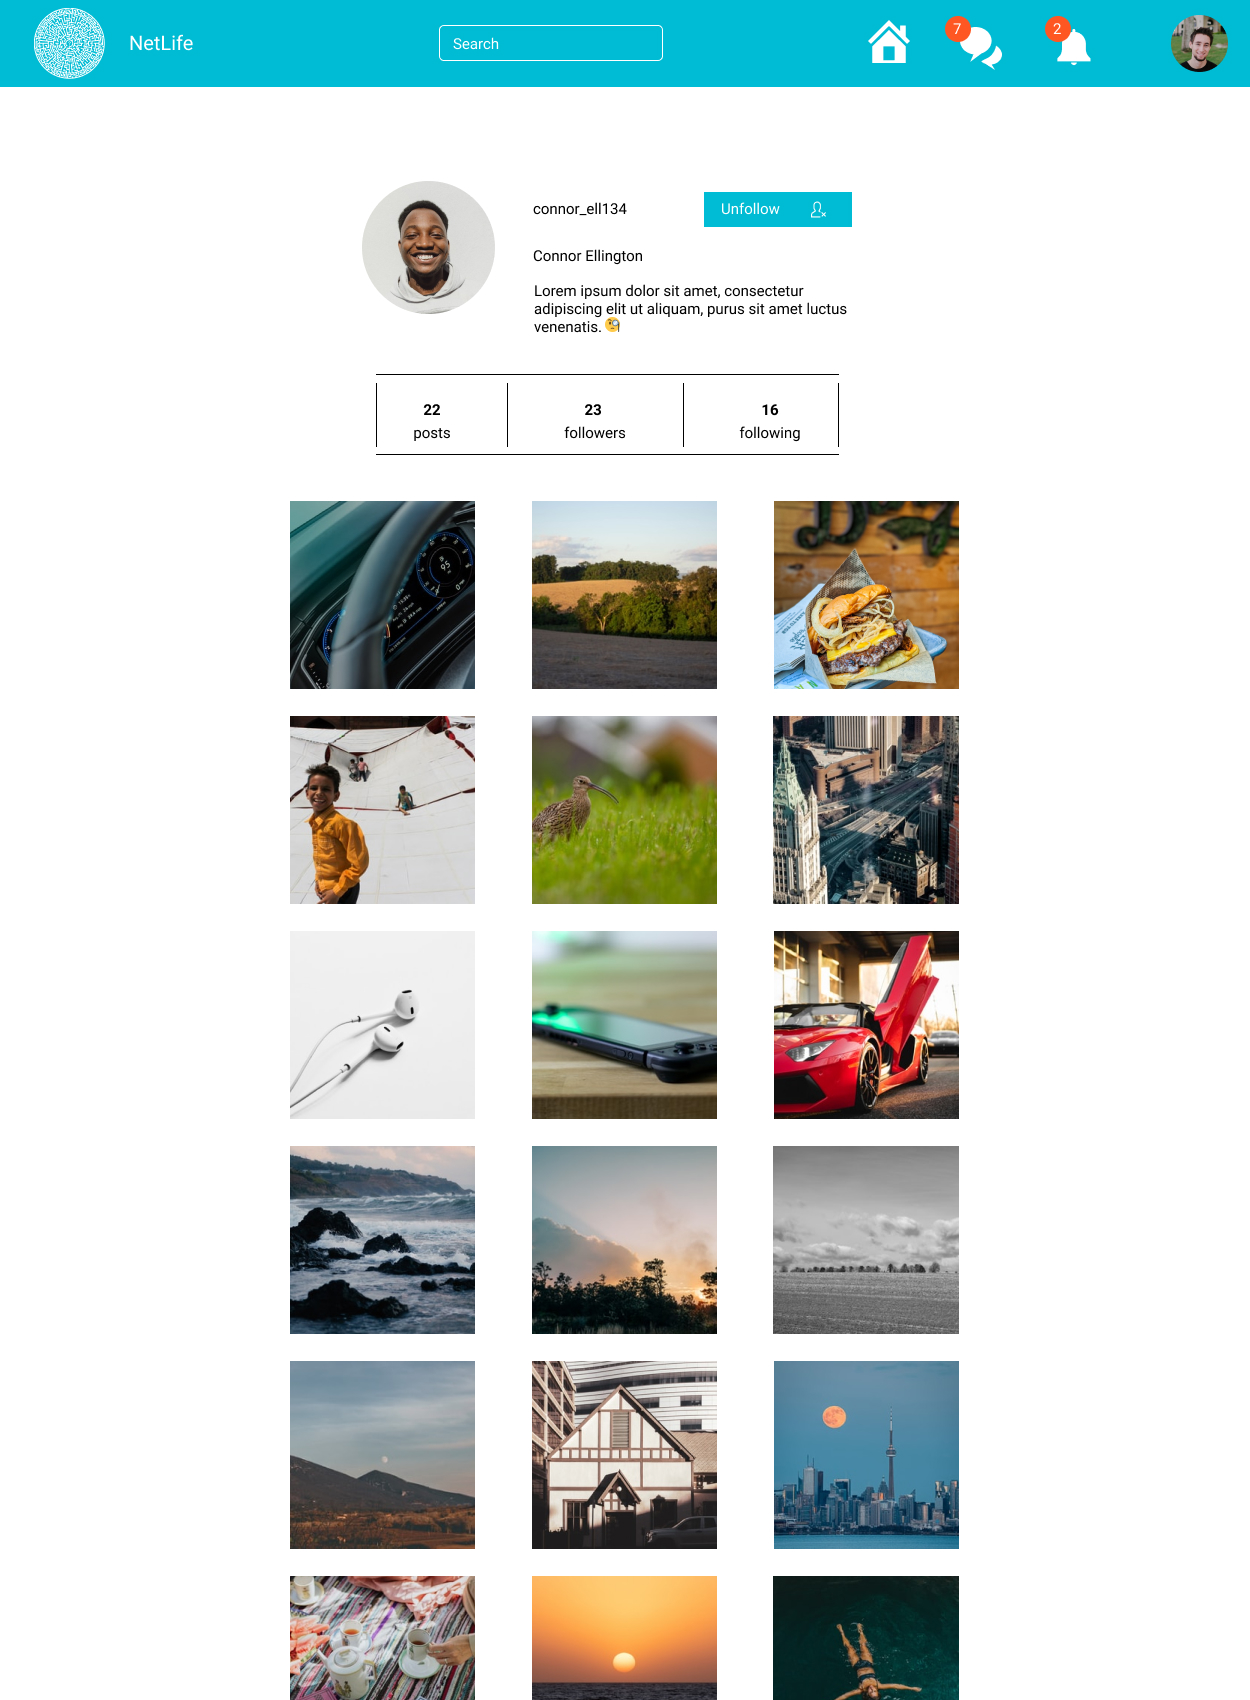 NetLife
Search
7
2
connor_ell134
Unfollow
Connor Ellington
Lorem ipsum dolor sit amet, consectetur
adipiscing elit ut aliquam, purus sit amet luctus
venenatis. 🧐
22
23
16
posts
followers
following
95